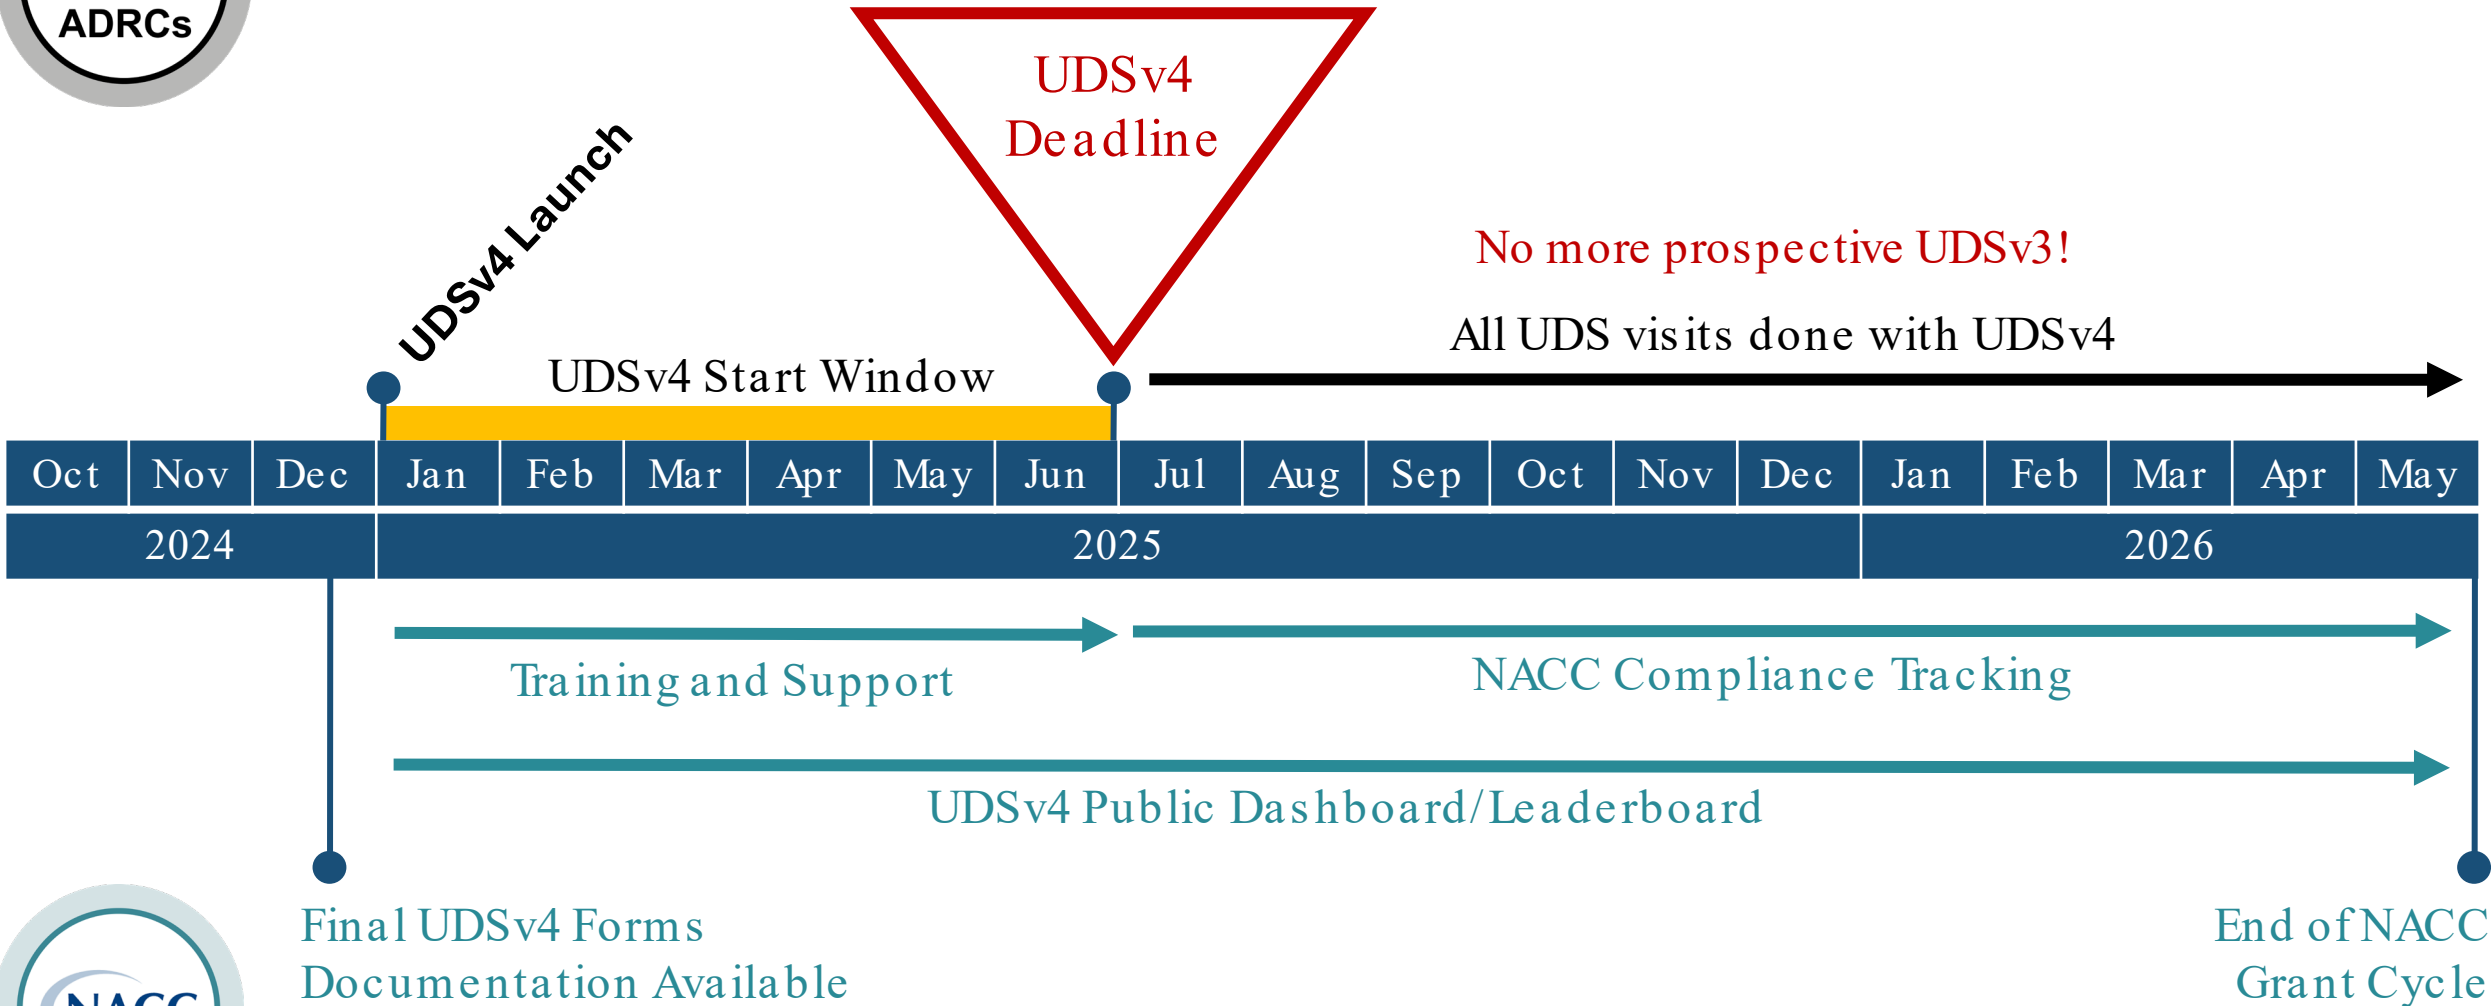 ADRCs
UDSv4
Deadline
UDSv4 Launch
No more prospective UDSv3!
All UDS visits done with UDSv4
UDSv4 Start Window
Oct Nov Dec Jan Feb Mar Apr May Jun Jul Aug Sep Oct Nov Dec Jan Feb Mar Apr May
2024 2025 2026
Training and Support
NACC Compliance Tracking
UDSv4 Public Dashboard/Leaderboard
Final UDSv4 Forms
Documentation Available
End of NACC
Grant Cycle
NACC